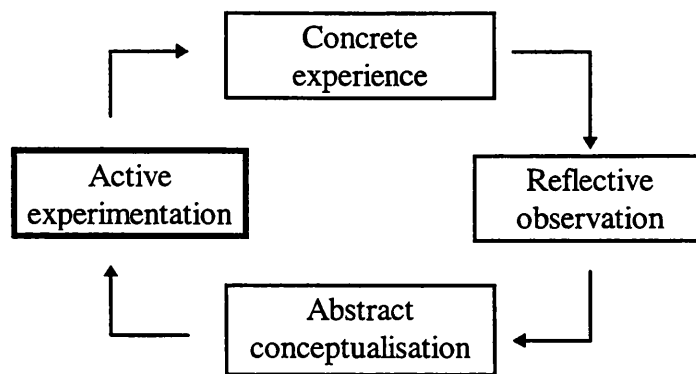 Concrete
experience
Active
experimentation
Reflective
observation
Abstract
conceptualisation